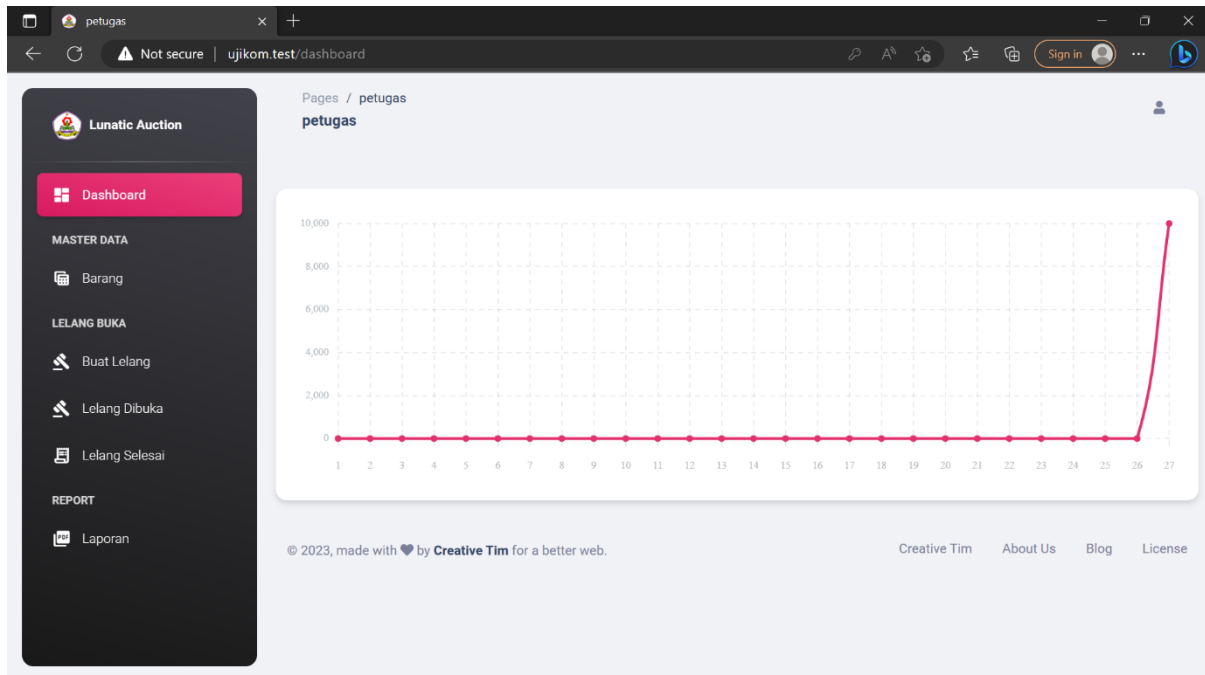 petugas
Not secure | ujikom.test/dashboard
Sign in
Lunatic Auction
Dashboard
MASTER DATA
Barang
LELANG BUKA
Buat Lelang
Lelang Dibuka
Lelang Selesai
REPORT
PDF
Laporan
Pages / petugas
petugas
10,000
8,000
6,000
4,000
2,000
0
1 2 3 4 5 6 7 8 9 10 11 12 13 14 15 16 17 18 19 20 21 22 23 24 25 26 27
© 2023, made with ♥ by Creative Tim for a better web.
Creative Tim About Us Blog License